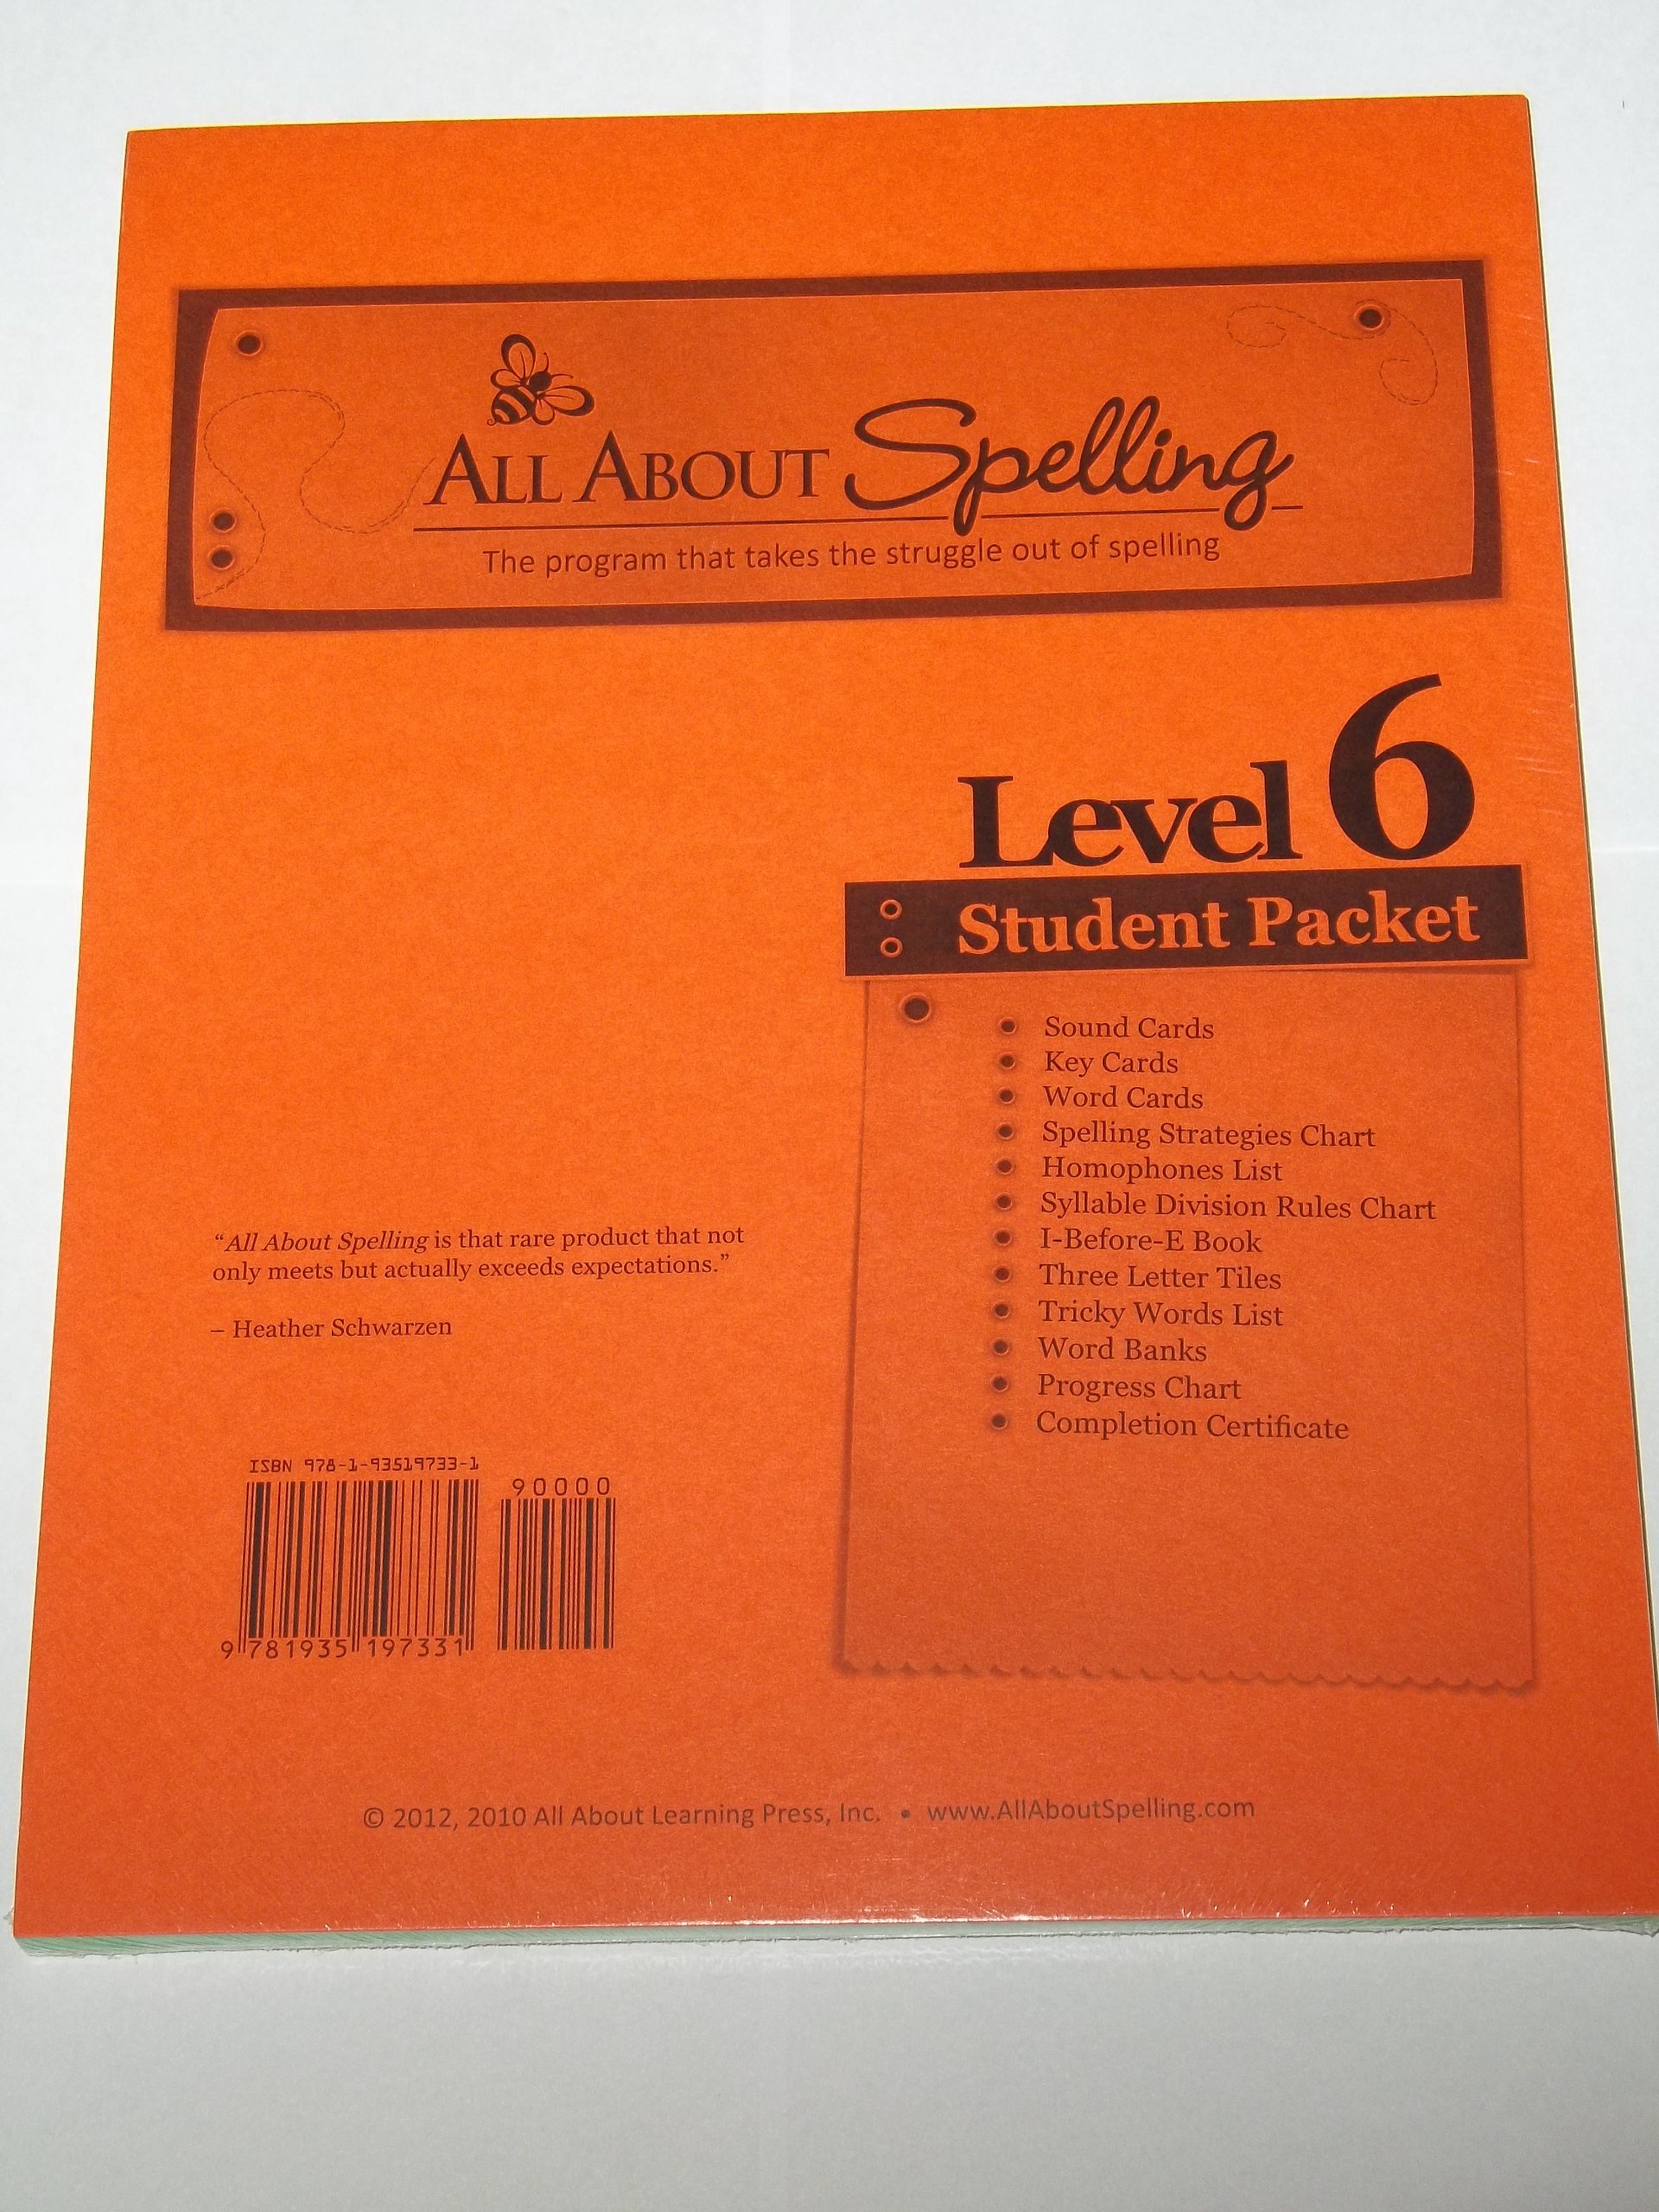 ALL ABOUT Spelling
The program that takes the struggle out of spelling
Level 6
Student Packet
Sound Cards
Key Cards
Word Cards
Spelling Strategies Chart
Homophones List
Syllable Division Rules Chart
I-Before-E Book
Three Letter Tiles
Tricky Words List
Word Banks
Progress Chart
Completion Certificate
“All About Spelling is that rare product that not
only meets but actually exceeds expectations.”
– Heather Schwarzen
ISBN 978-1-93519733-1
90000
9 781935 197331
© 2012, 2010 All About Learning Press, Inc. • www.AllAboutSpelling.com